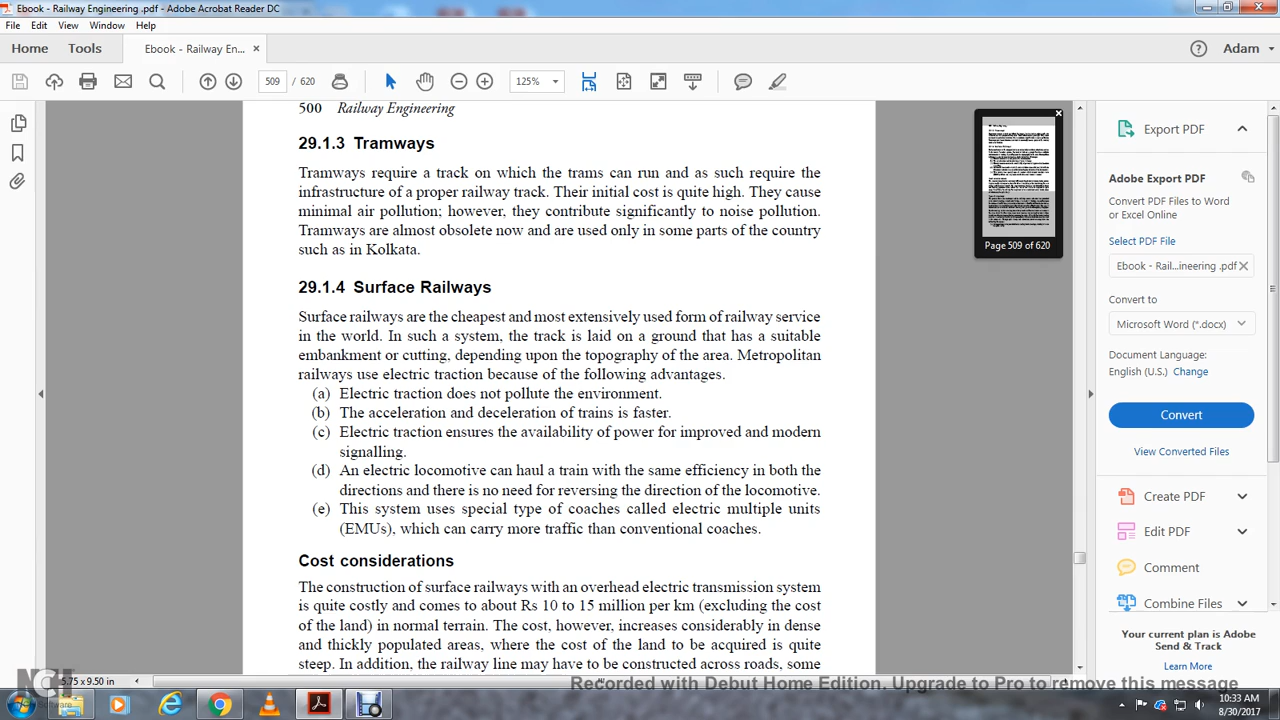 Ebook - Railway Engineering .pdf - Adobe Acrobat Reader DC
File Edit View Window Help
Home Tools Ebook - Railway En... × Adam
509 / 620 125%
500 Railway Engineering
29.1.3 Tramways
Tramways require a track on which the trams can run and as such require the
infrastructure of a proper railway track. Their initial cost is quite high. They cause
minimal air pollution; however, they contribute significantly to noise pollution.
Tramways are almost obsolete now and are used only in some parts of the country
such as in Kolkata.
29.1.4 Surface Railways
Surface railways are the cheapest and most extensively used form of railway service
in the world. In such a system, the track is laid on a ground that has a suitable
embankment or cutting, depending upon the topography of the area. Metropolitan
railways use electric traction because of the following advantages.
(a) Electric traction does not pollute the environment.
(b) The acceleration and deceleration of trains is faster.
(c) Electric traction ensures the availability of power for improved and modern
signalling.
(d) An electric locomotive can haul a train with the same efficiency in both the
directions and there is no need for reversing the direction of the locomotive.
(e) This system uses special type of coaches called electric multiple units
(EMUs), which can carry more traffic than conventional coaches.
Cost considerations
The construction of surface railways with an overhead electric transmission system
is quite costly and comes to about Rs 10 to 15 million per km (excluding the cost
of the land) in normal terrain. The cost, however, increases considerably in dense
and thickly populated areas, where the cost of the land to be acquired is quite
steep. In addition, the railway line may have to be constructed across roads, some
Page 509 of 620
Export PDF
Adobe Export PDF
Convert PDF Files to Word
or Excel Online
Select PDF File
Ebook - Rail...ineering .pdf
Convert to
Microsoft Word (*.docx)
Document Language:
English (U.S.) Change
Convert
View Converted Files
Create PDF
Edit PDF
Comment
Combine Files
Your current plan is Adobe
Send & Track
Learn More
5.75 x 9.50 in
NCH
Software
Recorded with Debut Home Edition. Upgrade to Pro to remove this message
10:33 AM
8/30/2017